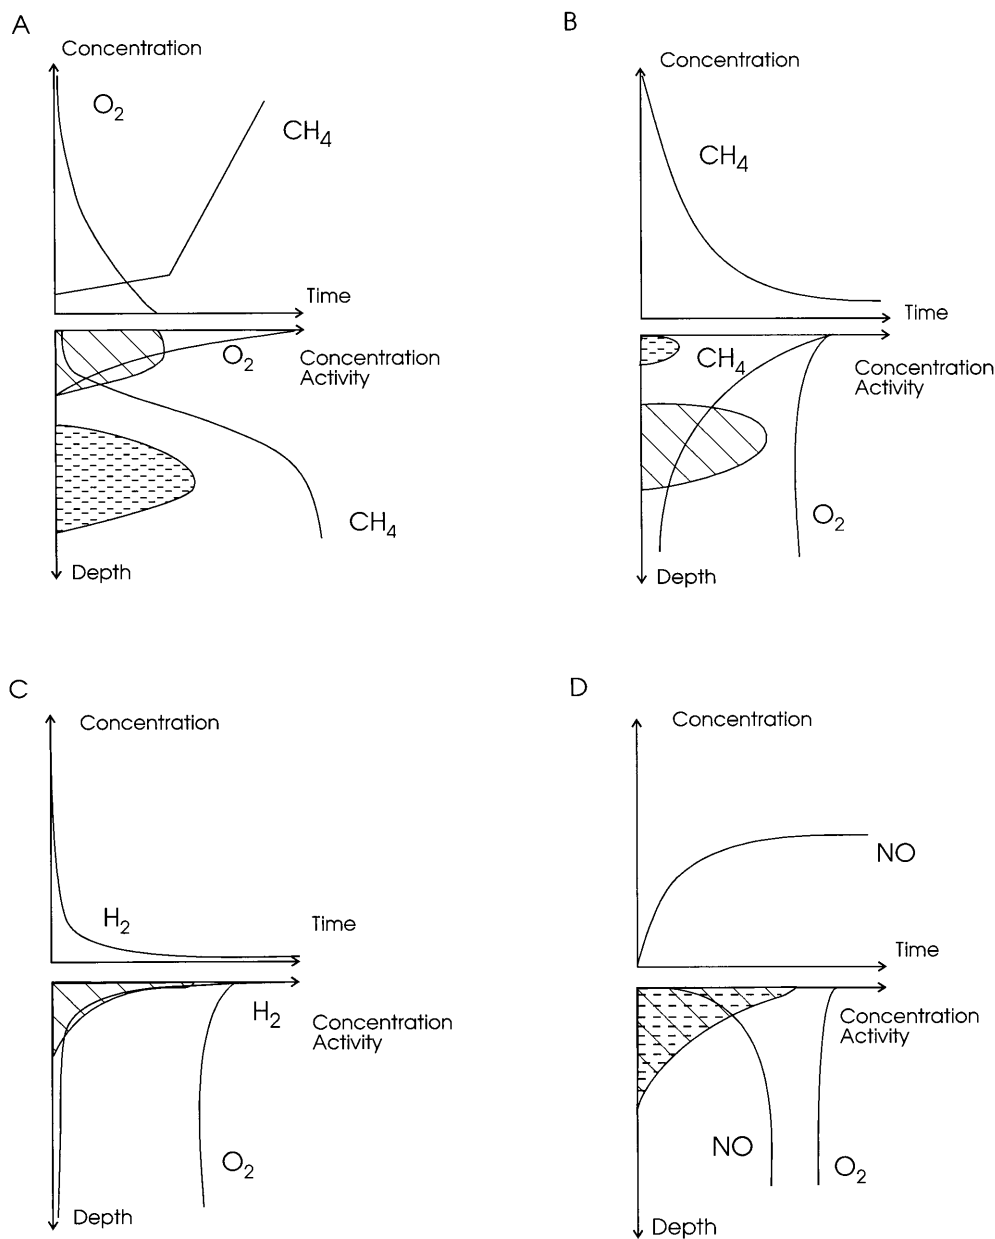 A
Concentration
O2
CH4
Time
O2
Concentration
Activity
CH4
Depth
B
Concentration
CH4
Time
CH4
Concentration
Activity
O2
Depth
C
Concentration
H2
Time
H2
Concentration
Activity
O2
Depth
D
Concentration
NO
Time
Concentration
Activity
NO
O2
Depth